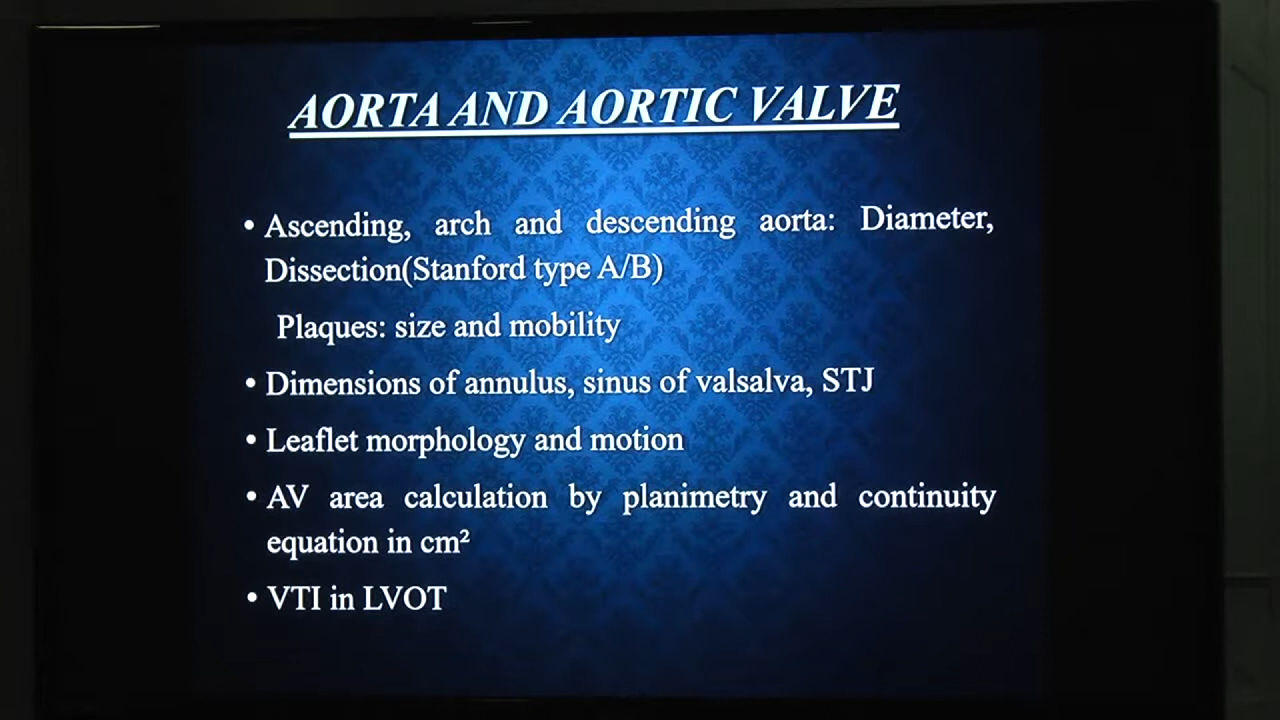 AORTA AND AORTIC VALVE
• Ascending, arch and descending aorta: Diameter,
Dissection(Stanford type A/B)
Plaques: size and mobility
• Dimensions of annulus, sinus of valsalva, STJ
• Leaflet morphology and motion
• AV area calculation by planimetry and continuity
equation in cm²
• VTI in LVOT